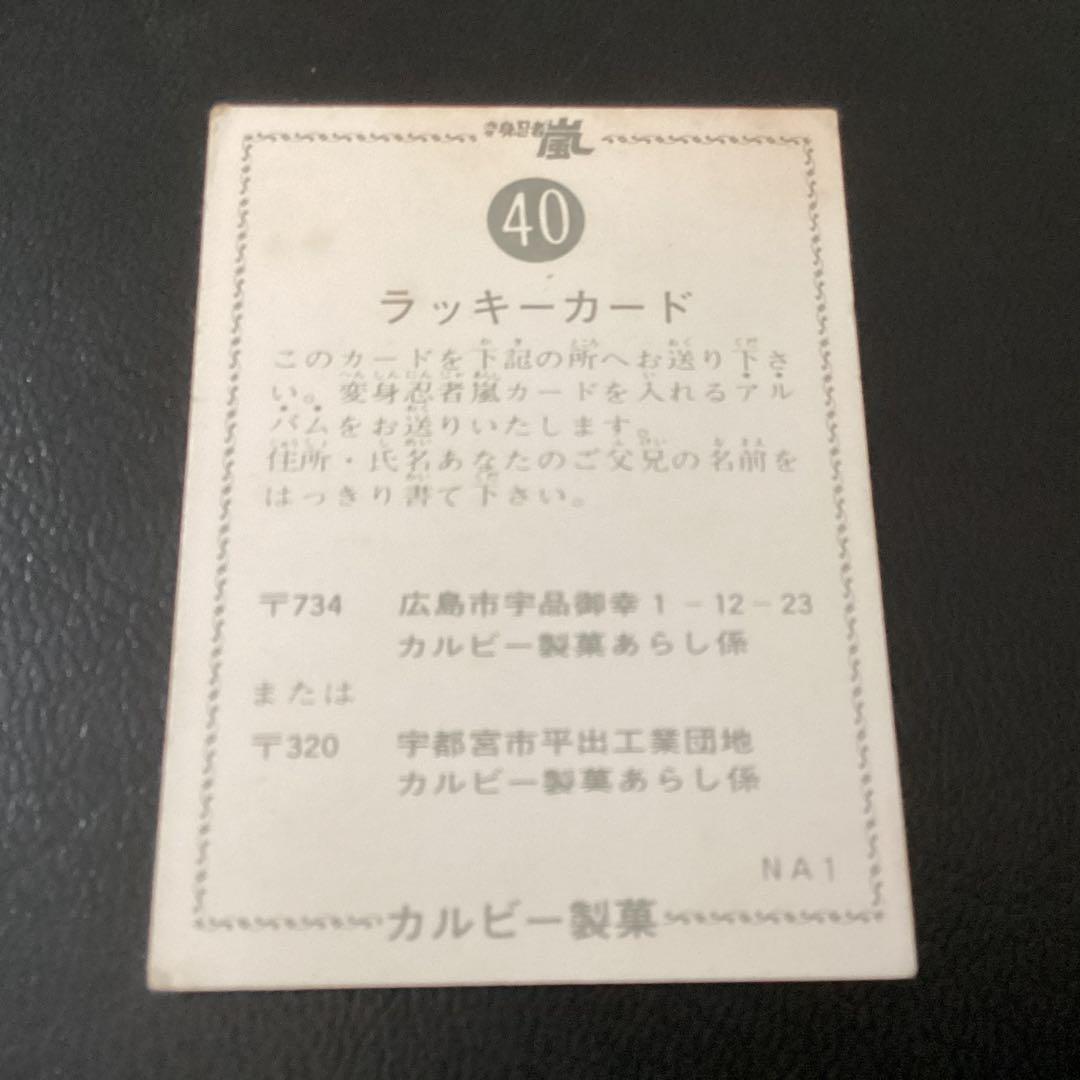 変身忍者嵐
40
ラッキーカード
このカードを下記の所へお送り下さ
い。変身忍者嵐カードを入れるアル
バムをお送りいたします。
住所・氏名あなたのご父兄の名前を
はっきり書て下さい。
〒734 広島市宇品御幸1-12-23
カルビー製菓あらし係
または
〒320 宇都宮市平出工業団地
カルビー製菓あらし係
NA1
カルビー製菓